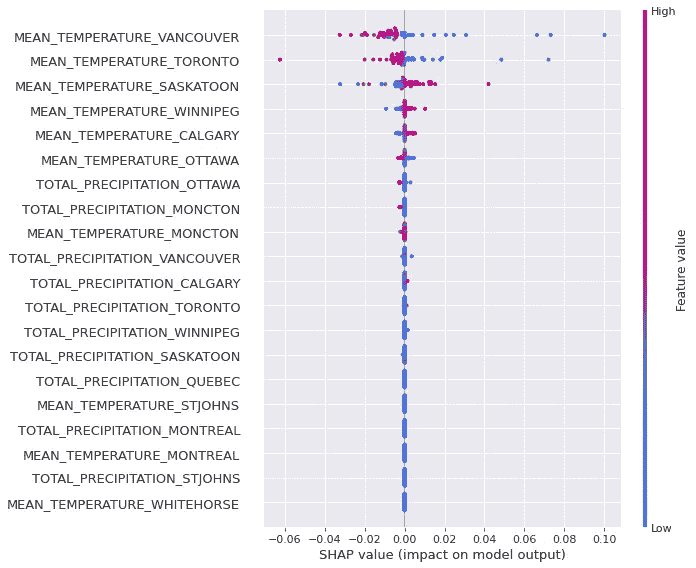 High
MEAN_TEMPERATURE_VANCOUVER
MEAN_TEMPERATURE_TORONTO
MEAN_TEMPERATURE_SASKATOON
MEAN_TEMPERATURE_WINNIPEG
MEAN_TEMPERATURE_CALGARY
MEAN_TEMPERATURE_OTTAWA
TOTAL_PRECIPITATION_OTTAWA
TOTAL_PRECIPITATION_MONCTON
MEAN_TEMPERATURE_MONCTON
TOTAL_PRECIPITATION_VANCOUVER
TOTAL_PRECIPITATION_CALGARY
TOTAL_PRECIPITATION_TORONTO
TOTAL_PRECIPITATION_WINNIPEG
TOTAL_PRECIPITATION_SASKATOON
TOTAL_PRECIPITATION_QUEBEC
MEAN_TEMPERATURE_STJOHNS
TOTAL_PRECIPITATION_MONTREAL
MEAN_TEMPERATURE_MONTREAL
TOTAL_PRECIPITATION_STJOHNS
MEAN_TEMPERATURE_WHITEHORSE
Feature value
Low
−0.06 −0.04 −0.02 0.00 0.02 0.04 0.06 0.08 0.10
SHAP value (impact on model output)